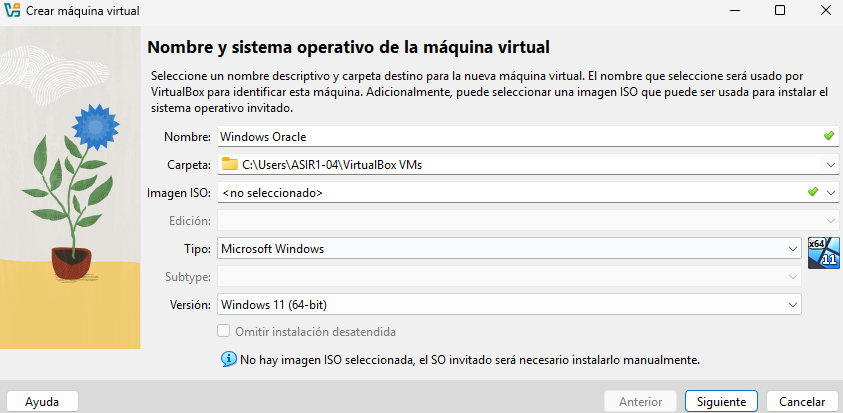 Crear máquina virtual
Nombre y sistema operativo de la máquina virtual
Seleccione un nombre descriptivo y carpeta destino para la nueva máquina virtual. El nombre que seleccione será usado por
VirtualBox para identificar esta máquina. Adicionalmente, puede seleccionar una imagen ISO que puede ser usada para instalar el
sistema operativo invitado.
Nombre: Windows Oracle
Carpeta: C:\Users\ASIR1-04\VirtualBox VMs
Imagen ISO: <no seleccionado>
Edición:
Tipo: Microsoft Windows
x64
11
Subtype:
Versión: Windows 11 (64-bit)
Omitir instalación desatendida
No hay imagen ISO seleccionada, el SO invitado será necesario instalarlo manualmente.
Ayuda Anterior Siguiente Cancelar